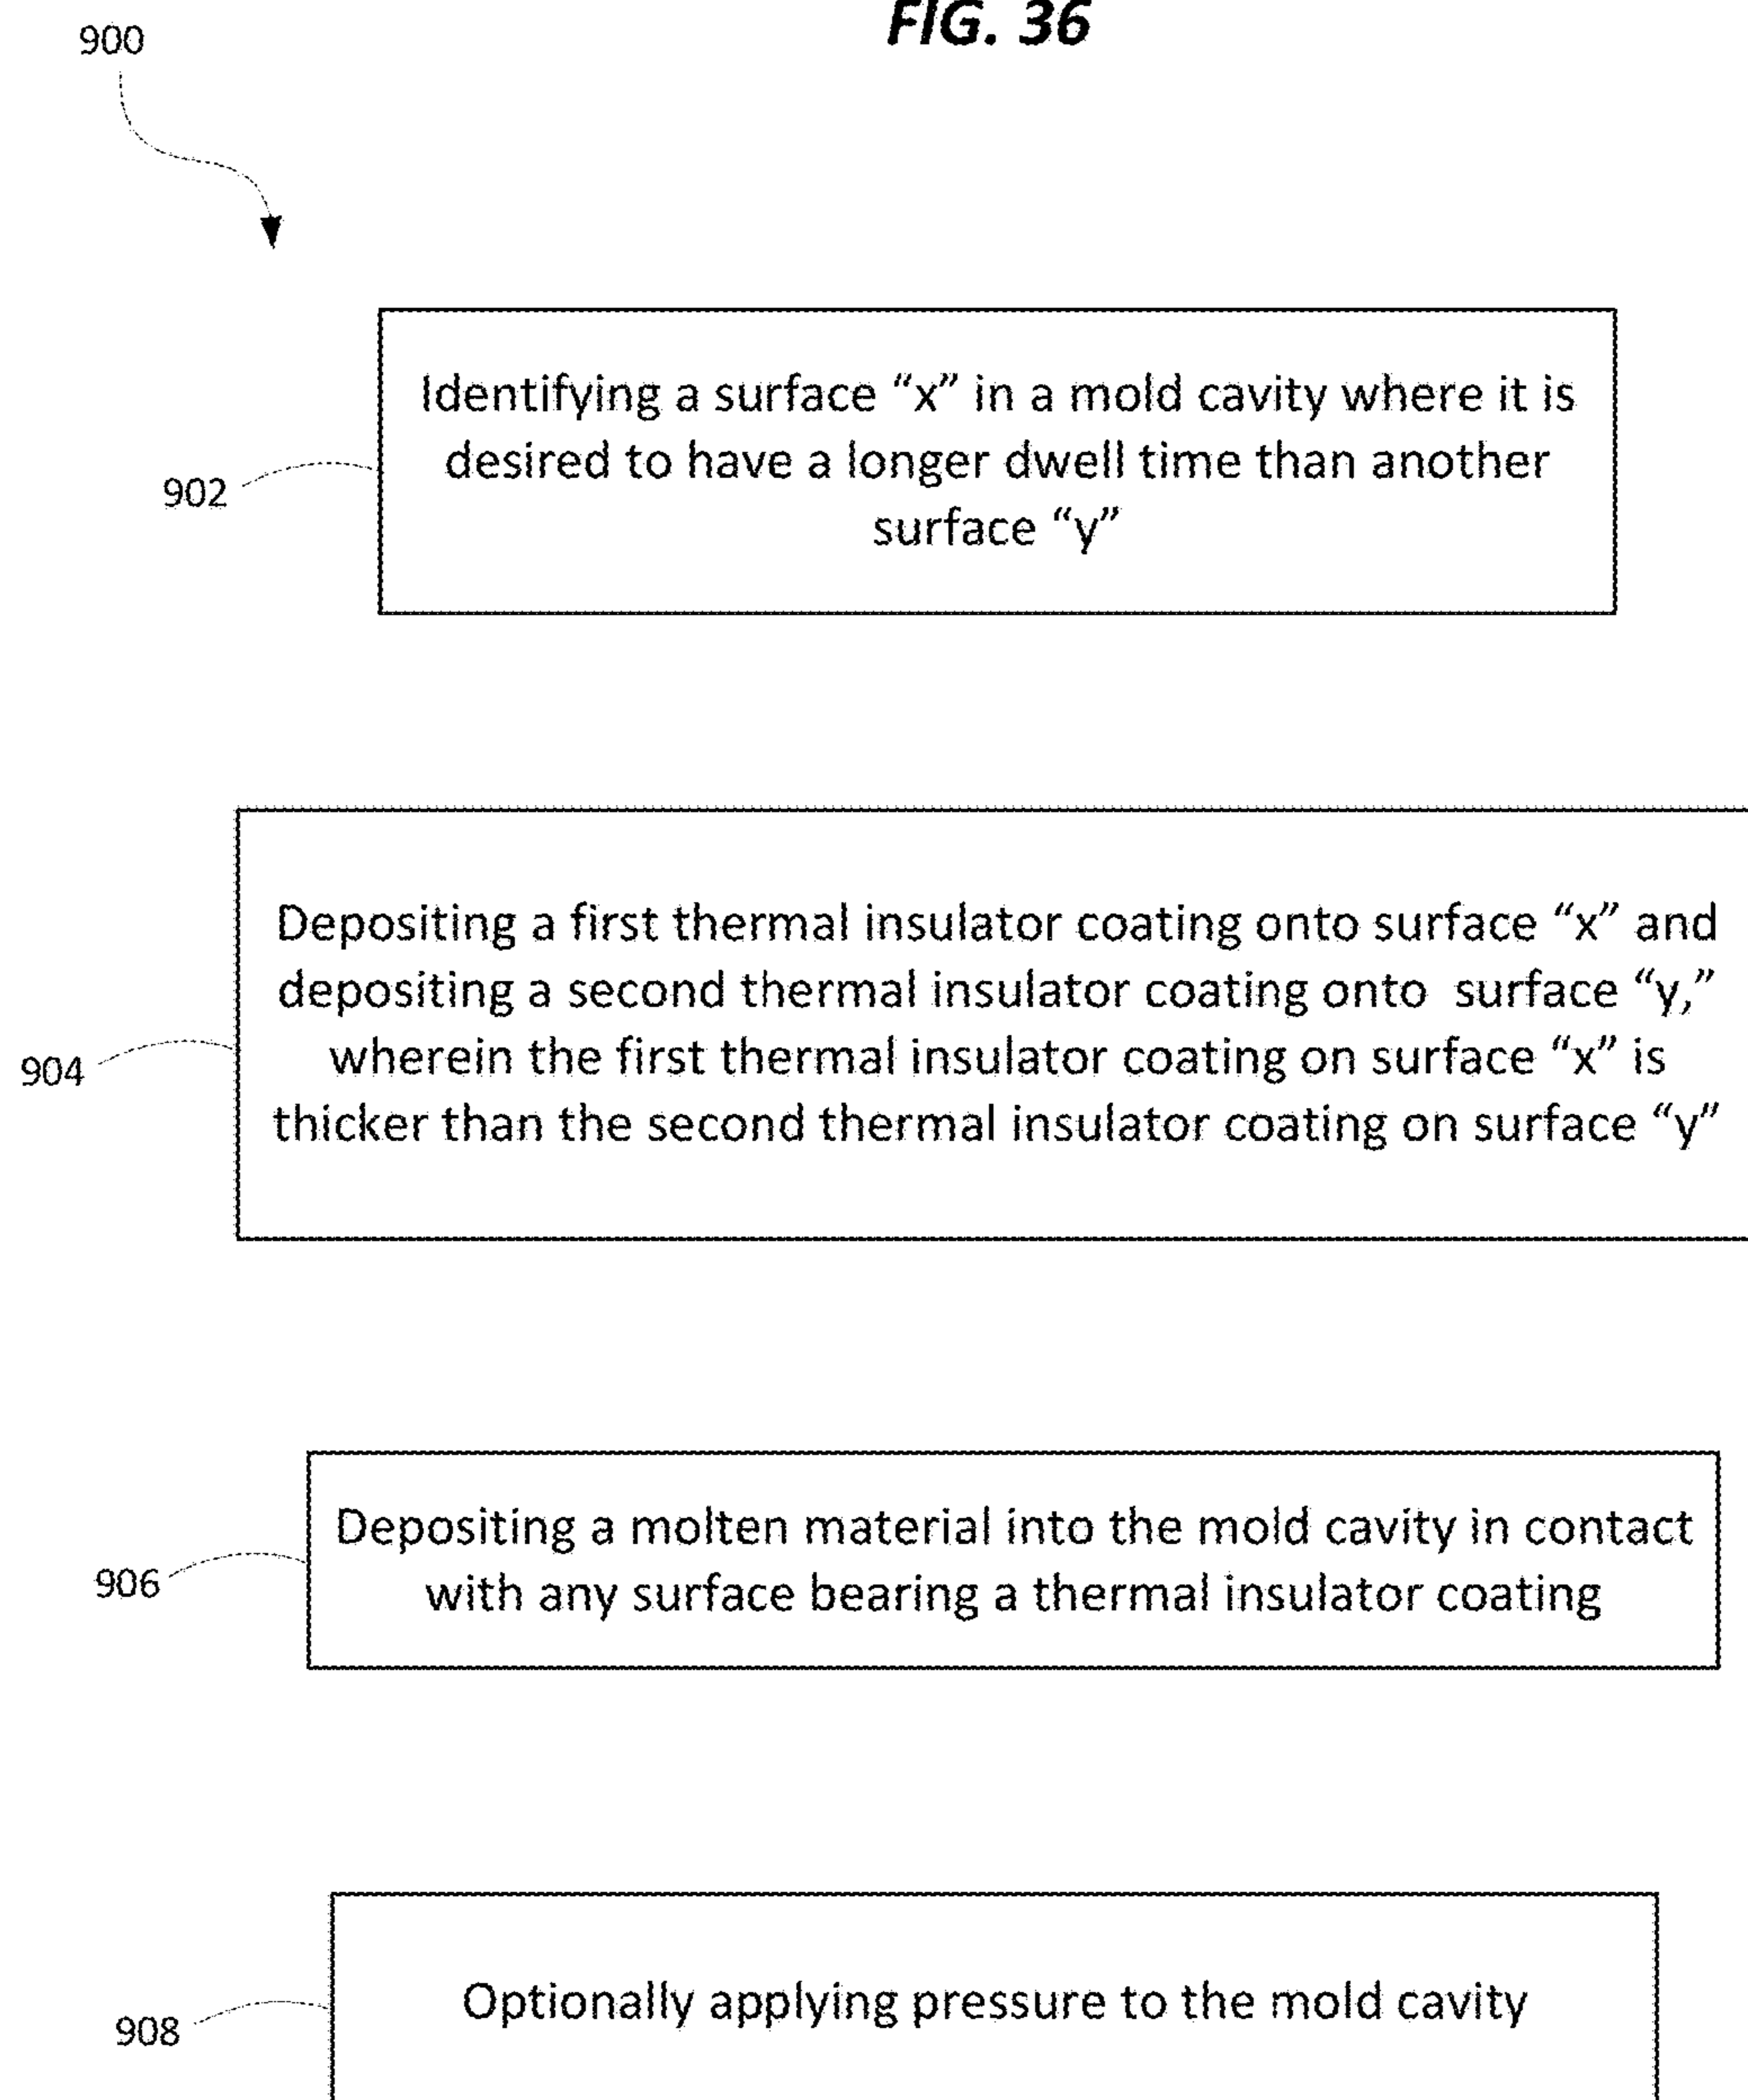 FIG. 36
900
Identifying a surface “x” in a mold cavity where it is
desired to have a longer dwell time than another
surface “y”
902
Depositing a first thermal insulator coating onto surface “x” and
depositing a second thermal insulator coating onto surface “y,”
wherein the first thermal insulator coating on surface “x” is
thicker than the second thermal insulator coating on surface “y”
904
Depositing a molten material into the mold cavity in contact
with any surface bearing a thermal insulator coating
906
Optionally applying pressure to the mold cavity
908